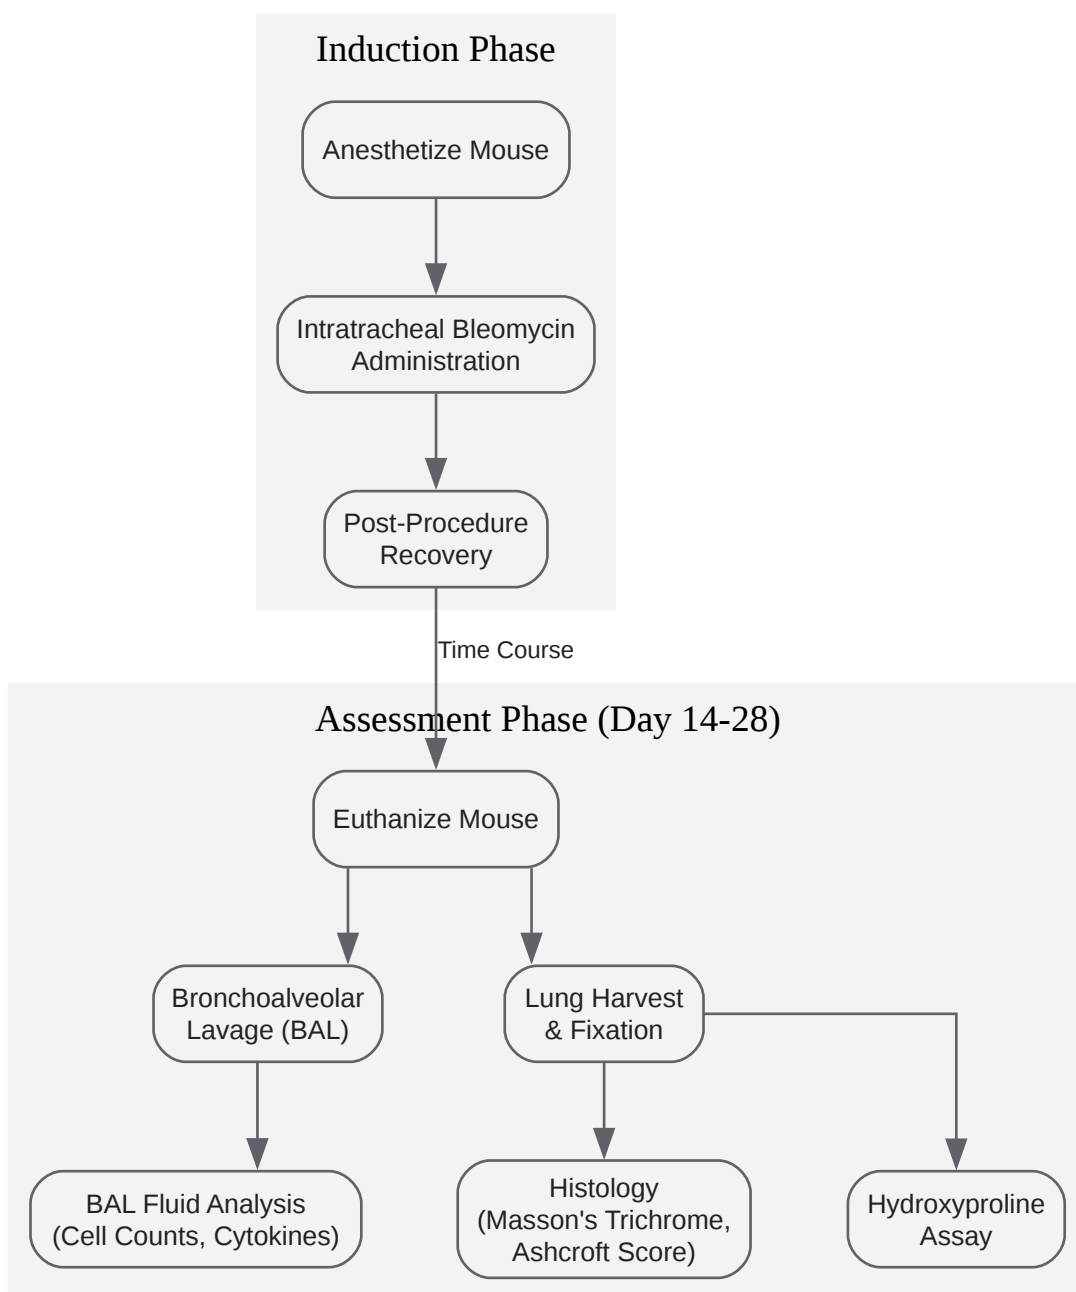 Induction Phase
Anesthetize Mouse
Intratracheal Bleomycin
Administration
Post-Procedure
Recovery
Time Course
Assessment Phase (Day 14-28)
Euthanize Mouse
Bronchoalveolar
Lavage (BAL)
Lung Harvest
& Fixation
BAL Fluid Analysis
(Cell Counts, Cytokines)
Histology
(Masson's Trichrome,
Ashcroft Score)
Hydroxyproline
Assay